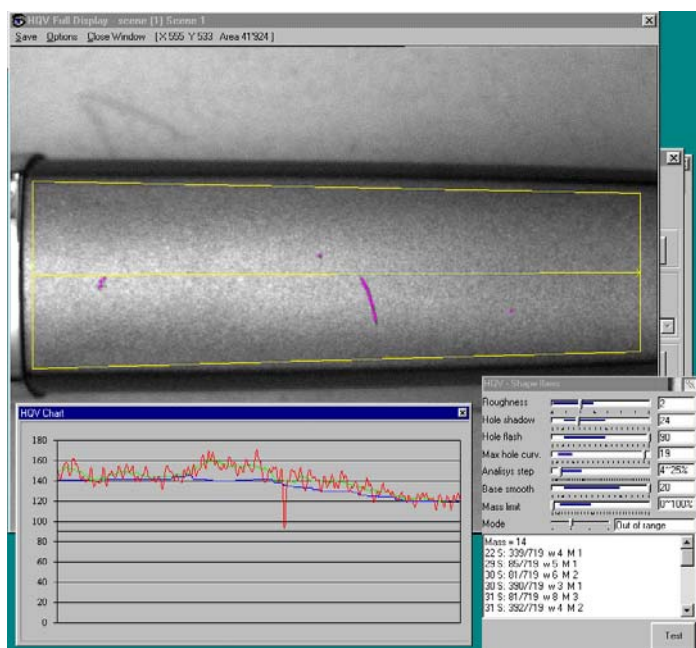 HQV Full Display - scene (1) Scene 1
Save Options Close Window [X 555 Y 533 Area 41'924 ]
HQV Chart
180
160
140
120
100
80
60
40
20
0
HQV - Shape items
Roughness 2
Hole shadow 24
Hole flash 90
Max hole curv. 19
Analisys step 4~25%
Base smooth 20
Mass limit 0~100%
Mode Out of range
Mass = 14
22 S: 339/719 w 4 M 1
29 S: 85/719 w 5 M 1
30 S: 81/719 w 6 M 2
30 S: 390/719 w 3 M 1
31 S: 81/719 w 8 M 3
31 S: 392/719 w 4 M 2
Test